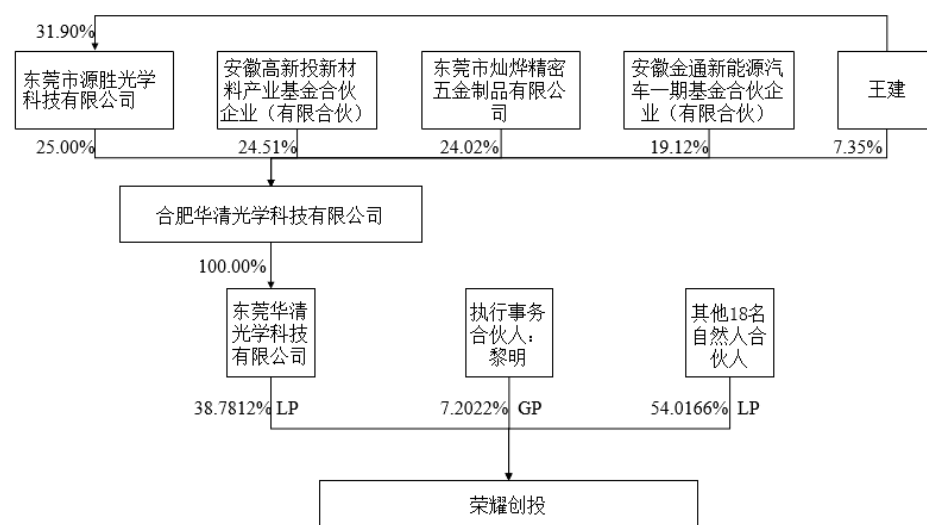 31.90%
东莞市源胜光学
科技有限公司
安徽高新投新材
料产业基金合伙
企业（有限合伙）
东莞市灿烨精密
五金制品有限公
司
安徽金通新能源汽
车一期基金合伙企
业（有限合伙）
王建
25.00%
24.51%
24.02%
19.12%
7.35%
合肥华清光学科技有限公司
100.00%
东莞华清
光学科技
有限公司
执行事务
合伙人：
黎明
其他18名
自然人合
伙人
38.7812% LP
7.2022% GP
54.0166% LP
荣耀创投